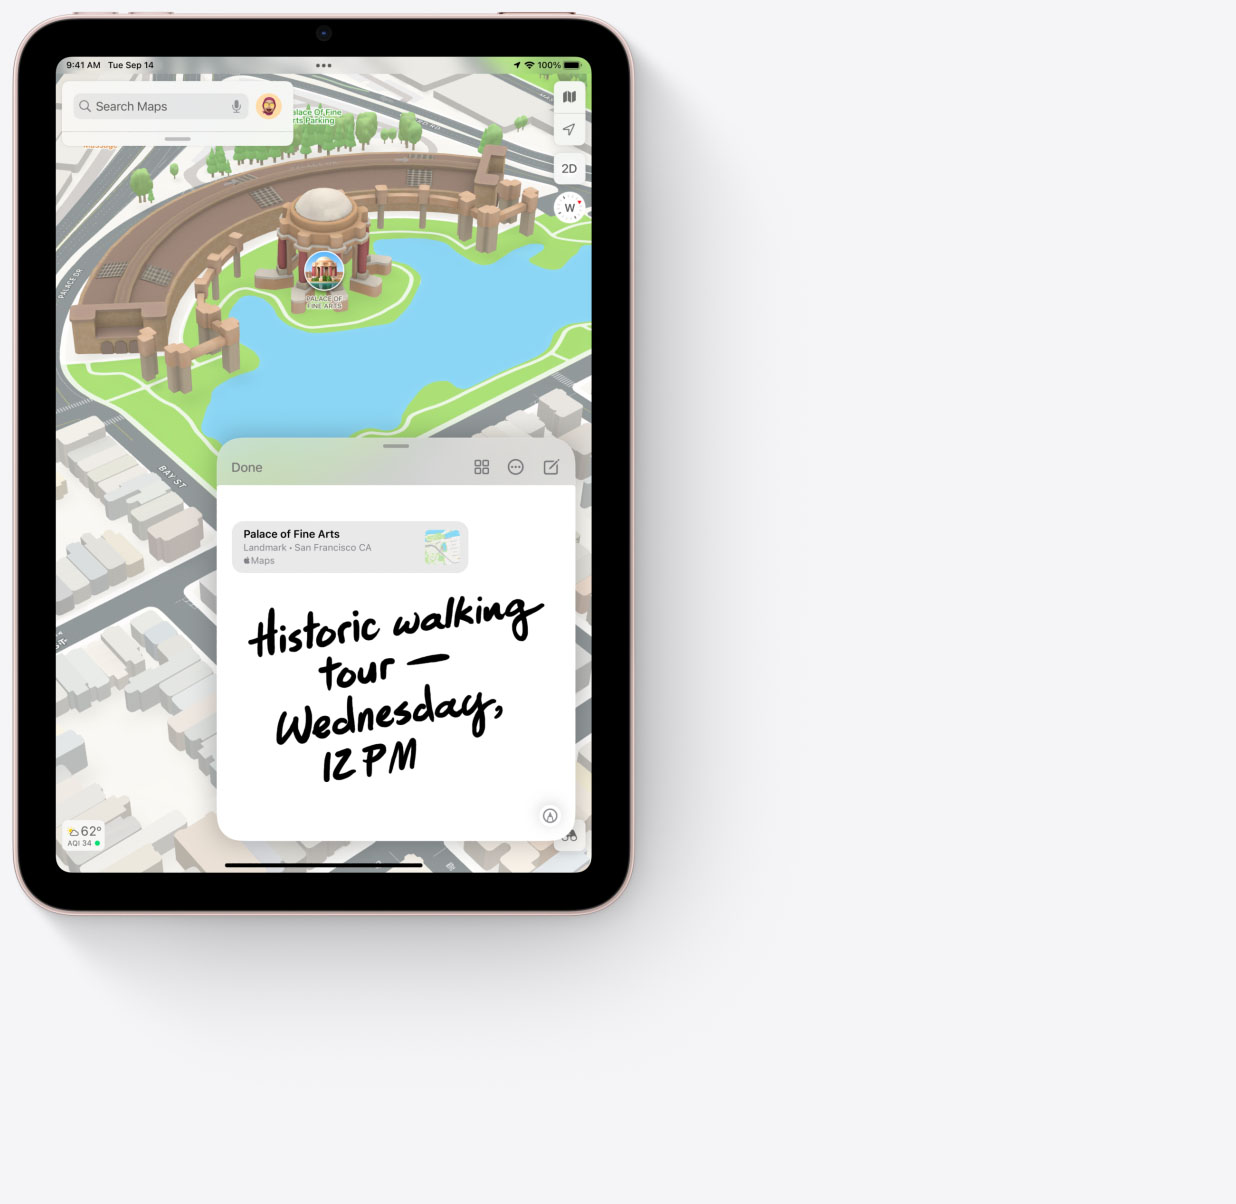 9:41 AM Tue Sep 14
100%
Search Maps
alace Of Fine
rts Parking
2D
W
PALACE DR
PALACE OF
FINE ARTS
BAY ST
Done
Palace of Fine Arts
Landmark • San Francisco CA
Maps
Historic walking
tour —
Wednesday,
12 PM
62°
AQI 34